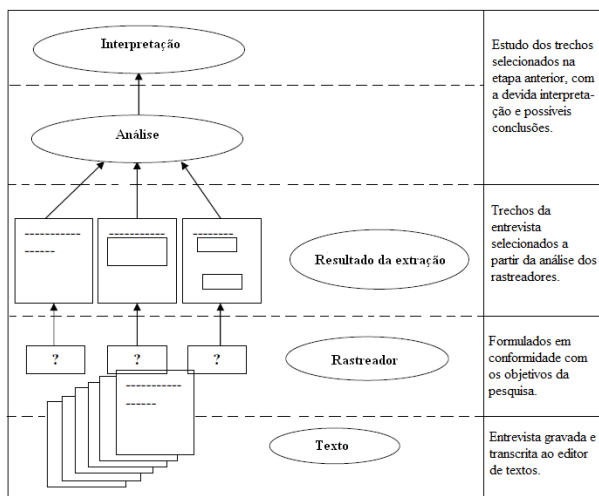 Interpretação
Estudo dos trechos
selecionados na
etapa anterior, com
a devida interpreta-
ção e possiveis
conclusões.
Análise
Trechos da
entrevista
selecionados a
partir da análise dos
rastreadores.
Resultado da extração
Formulados em
conformidade com
os objetivos da
pesquisa.
? ? ?
Rastreador
Entrevista gravada e
transcrita ao editor
de textos.
Texto